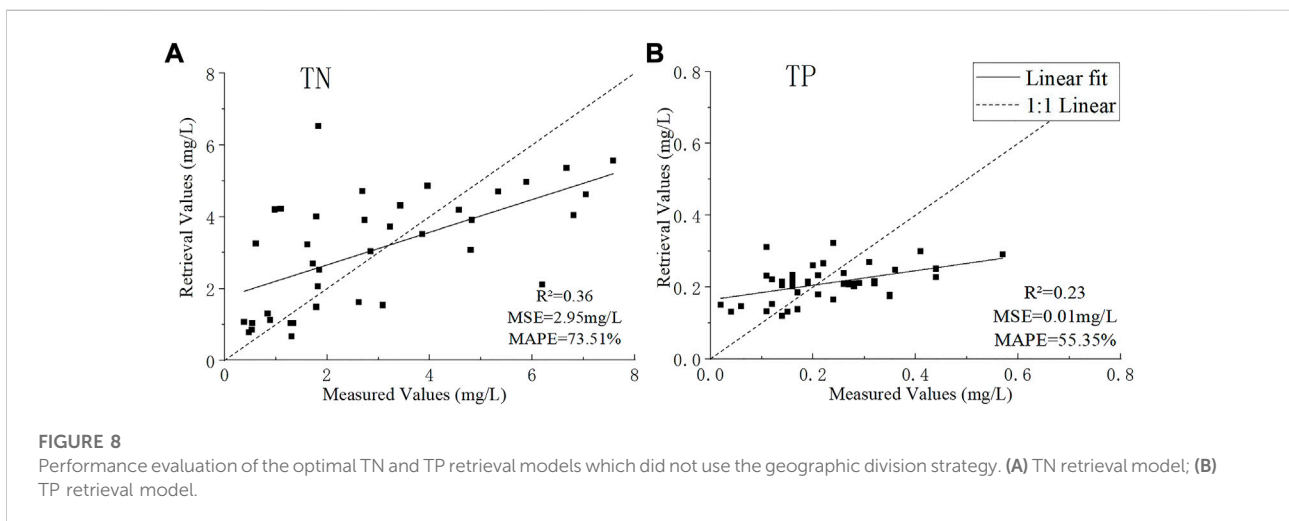 A
TN
8
6
4
2
0
Retrieval Values (mg/L)
R²=0.36
MSE=2.95mg/L
MAPE=73.51%
0
2
4
6
8
Measured Values (mg/L)
B
TP
0.8
0.6
0.4
0.2
0.0
Retrieval Values (mg/L)
Linear fit
1:1 Linear
R²=0.23
MSE=0.01mg/L
MAPE=55.35%
0.0
0.2
0.4
0.6
0.8
Measured Values (mg/L)
FIGURE 8
Performance evaluation of the optimal TN and TP retrieval models which did not use the geographic division strategy. (A) TN retrieval model; (B)
TP retrieval model.